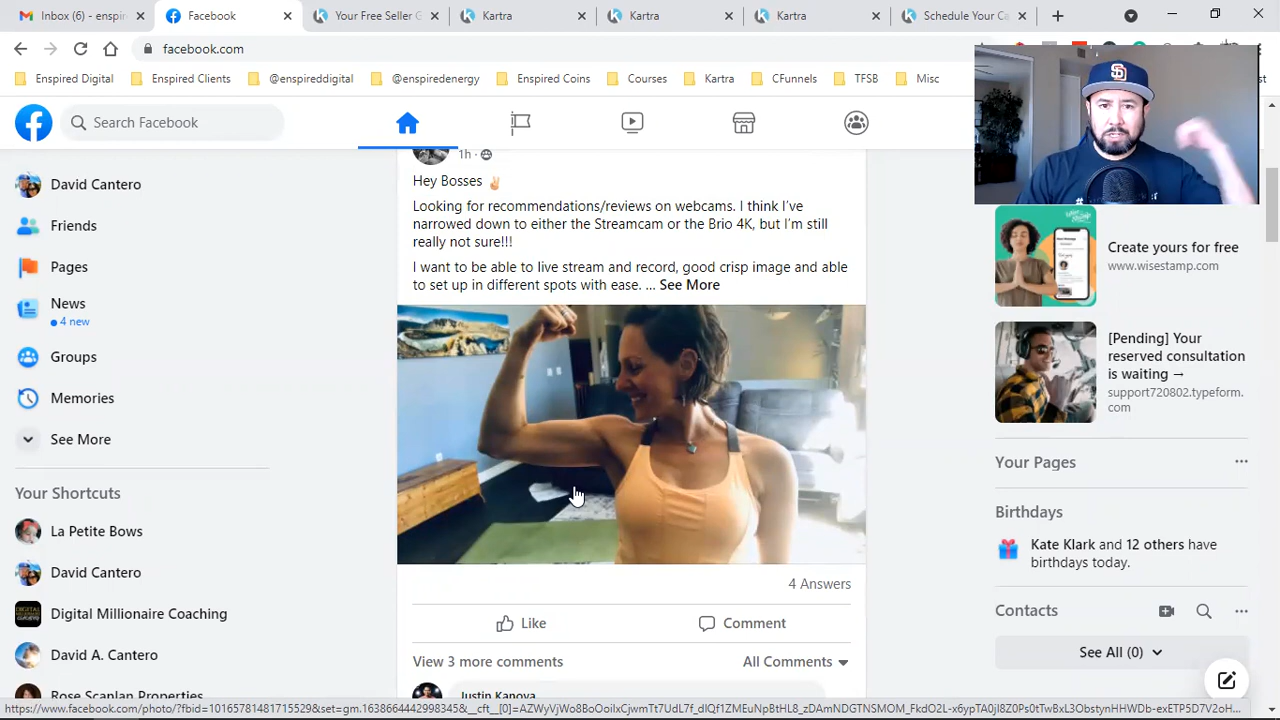 Inbox (6) - enspir
Facebook
Your Free Seller G
Kartra
Kartra
Kartra
Schedule Your Ca
facebook.com
Enspired Digital
Enspired Clients
@enspireddigital
@enspiredenergy
Enspired Coins
Courses
Kartra
CFunnels
TFSB
Misc
Search Facebook
David Cantero
Friends
Pages
News
4 new
Groups
Memories
See More
Your Shortcuts
La Petite Bows
David Cantero
Digital Millionaire Coaching
David A. Cantero
Rose Scanlan Properties
1h ·
Hey Bosses ✌🏼
Looking for recommendations/reviews on webcams. I think I've
narrowed down to either the Streamcam or the Brio 4K, but I'm still
really not sure!!!
I want to be able to live stream and record, good crisp image and able
to set up in different spots with ease. ... See More
4 Answers
Like
Comment
View 3 more comments
All Comments
Justin Kanoya
Create yours for free
www.wisestamp.com
[Pending] Your
reserved consultation
is waiting →
support720802.typeform.
com
Your Pages
Birthdays
Kate Klark and 12 others have
birthdays today.
Contacts
See All (0)